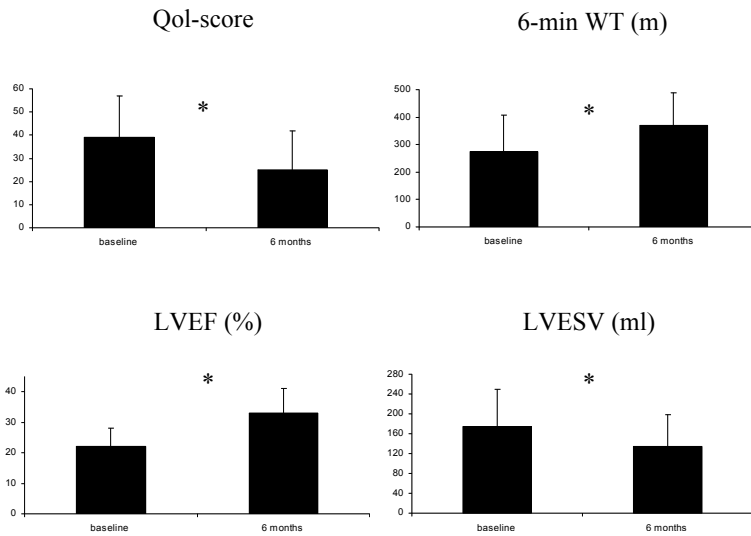 Qol-score
6-min WT (m)
60
50
40
30
20
10
0
*
baseline
6 months
500
400
300
200
100
0
*
baseline
6 months
LVEF (%)
LVESV (ml)
40
30
20
10
0
*
baseline
6 months
280
240
200
160
120
80
40
0
*
baseline
6 months